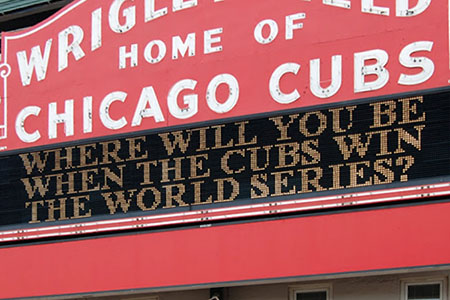 WRIGLEY FIELD
HOME OF
CHICAGO CUBS
WHERE WILL YOU BE
WHEN THE CUBS WIN
THE WORLD SERIES?